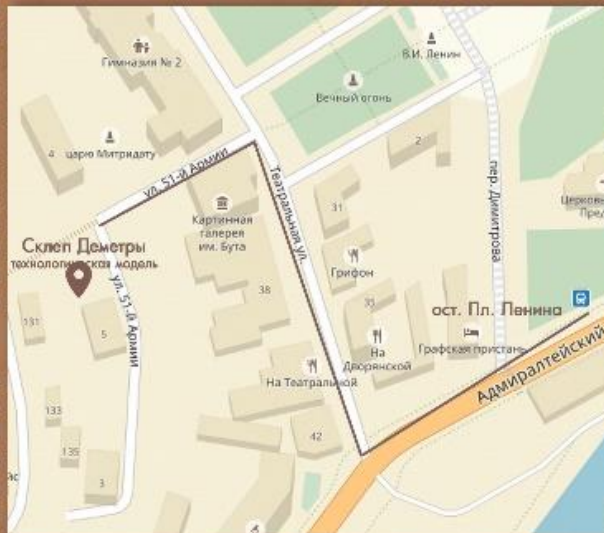 В.И. Ленин
Гимназия № 2
Вечный огонь
2
4
царю Митридату
ул. 51-й Армии
Театральная ул.
пер. Димитрова
Картинная
галерея
им. Бута
31
Склеп Деметры
технологическая модель
Грифон
38
ул. 51-й Армии
131
5
ост. Пл. Ленина
На
Дворянской
Графская пристань
На Театральной
Адмиралтейский
133
42
135
3